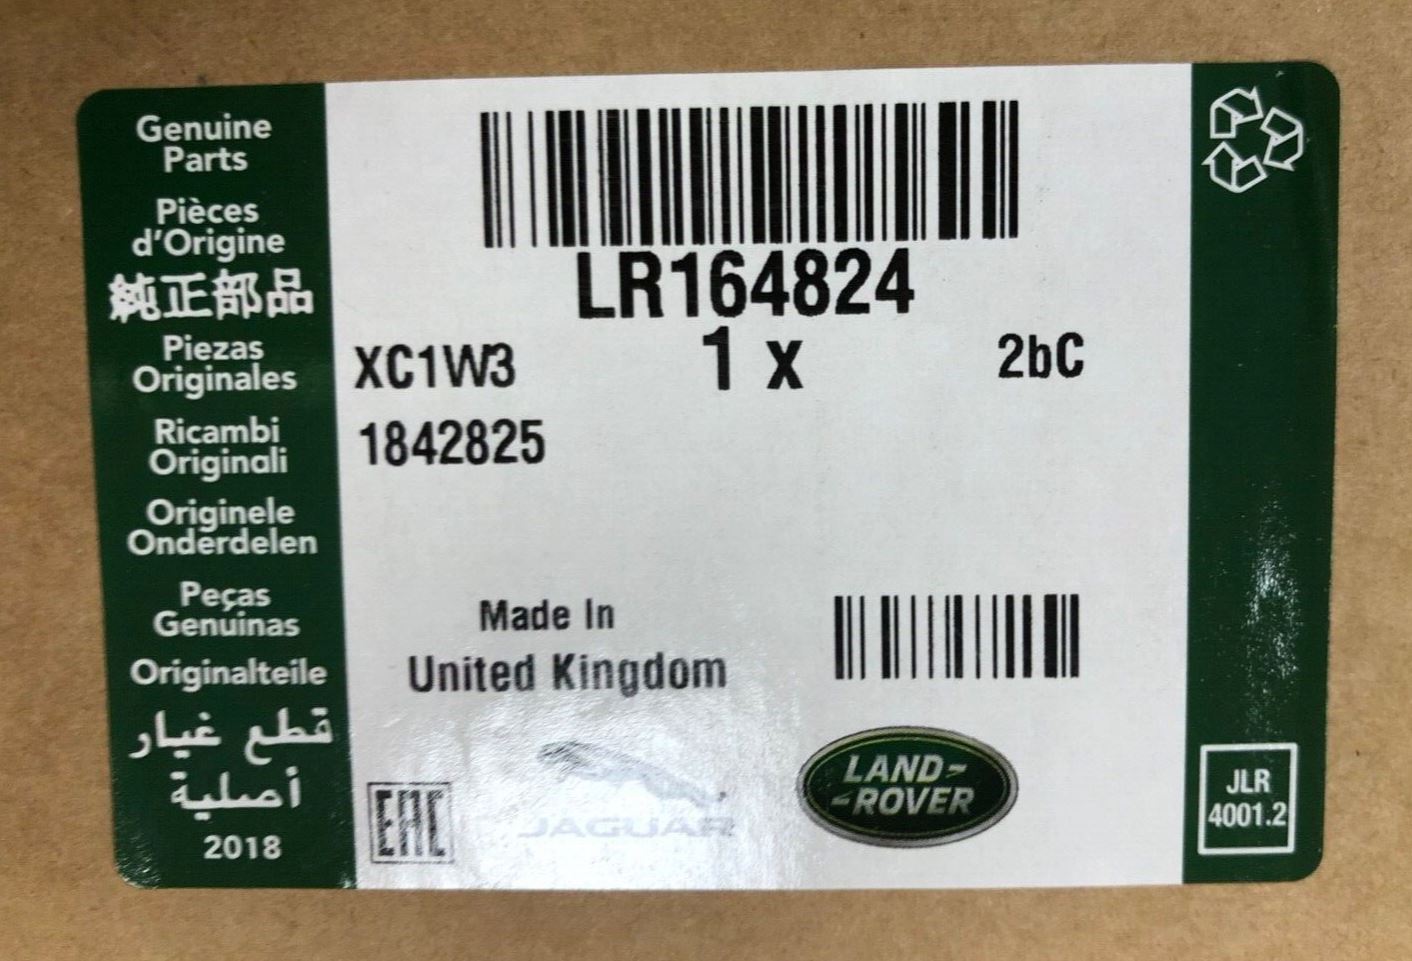 Genuine
Parts
Pièces
d'Origine
純正部品
Piezas
Originales
Ricambi
Originali
Originele
Onderdelen
Peças
Genuinas
Originalteile
قطع غيار
أصلية
2018
LR164824
XC1W3 1 x 2bC
1842825
Made In
United Kingdom
EAC
JAGUAR
LAND-
-ROVER
JLR
4001.2